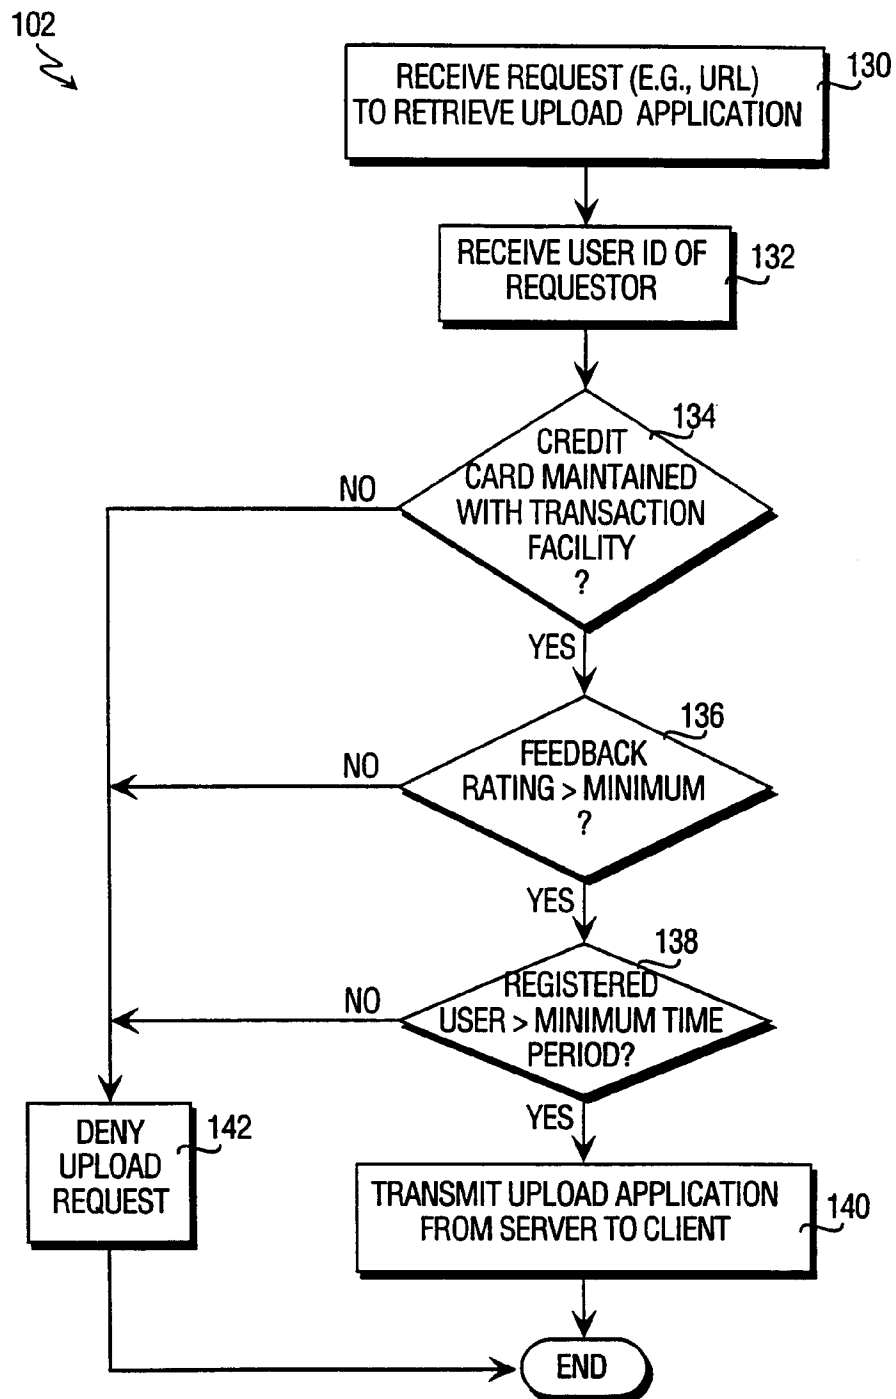 102
RECEIVE REQUEST (E.G., URL)
TO RETRIEVE UPLOAD APPLICATION
130
RECEIVE USER ID OF
REQUESTOR
132
CREDIT
CARD MAINTAINED
WITH TRANSACTION
FACILITY
?
134
NO
YES
FEEDBACK
RATING > MINIMUM
?
136
NO
YES
REGISTERED
USER > MINIMUM TIME
PERIOD?
138
NO
YES
DENY
UPLOAD
REQUEST
142
TRANSMIT UPLOAD APPLICATION
FROM SERVER TO CLIENT
140
END